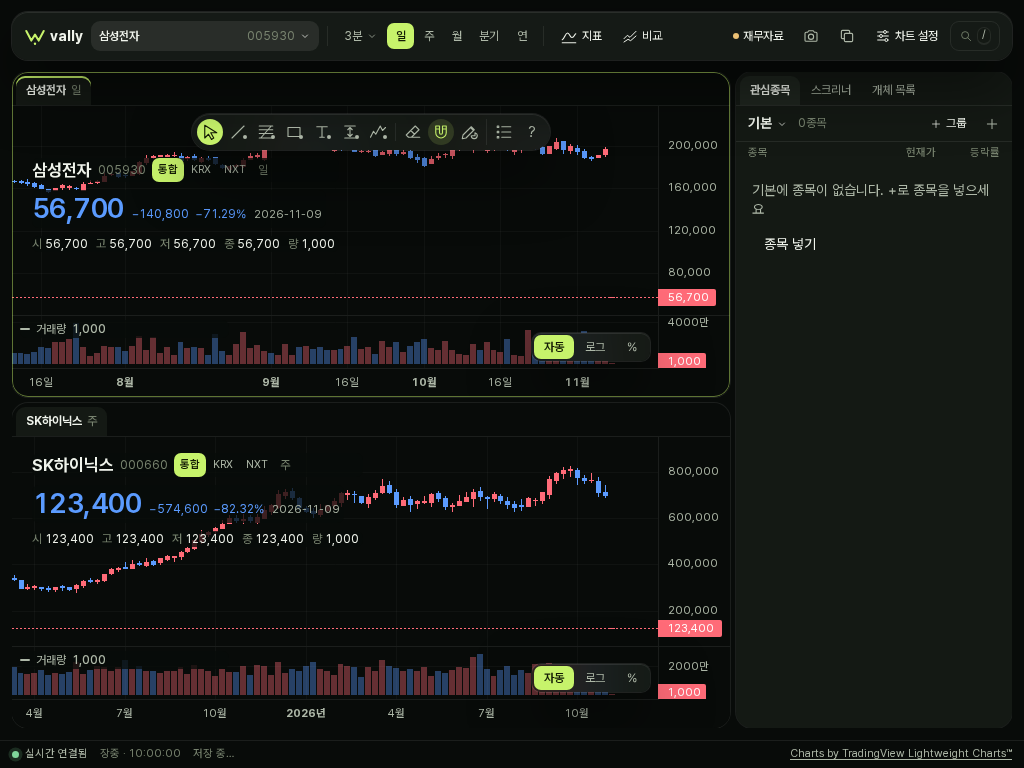 vally 삼성전자 005930 3분 일 주 월 분기 연 지표 비교 재무자료 차트 설정 /
삼성전자 일
T ?
삼성전자 005930 통합 KRX NXT 일
56,700 −140,800 −71.29% 2026-11-09
시 56,700 고 56,700 저 56,700 종 56,700 량 1,000
200,000
160,000
120,000
80,000
56,700
거래량 1,000
4000만
자동 로그 %
1,000
16일 8월 9월 16일 10월 16일 11월
SK하이닉스 주
SK하이닉스 000660 통합 KRX NXT 주
123,400 −574,600 −82.32% 2026-11-09
시 123,400 고 123,400 저 123,400 종 123,400 량 1,000
800,000
600,000
400,000
200,000
123,400
거래량 1,000
2000만
자동 로그 %
1,000
4월 7월 10월 2026년 4월 7월 10월
관심종목 스크리너 개체 목록
기본 0종목 + 그룹 +
종목 현재가 등락률
기본에 종목이 없습니다. +로 종목을 넣으세
요
종목 넣기
실시간 연결됨 장중 · 10:00:00 저장 중...
Charts by TradingView Lightweight Charts™